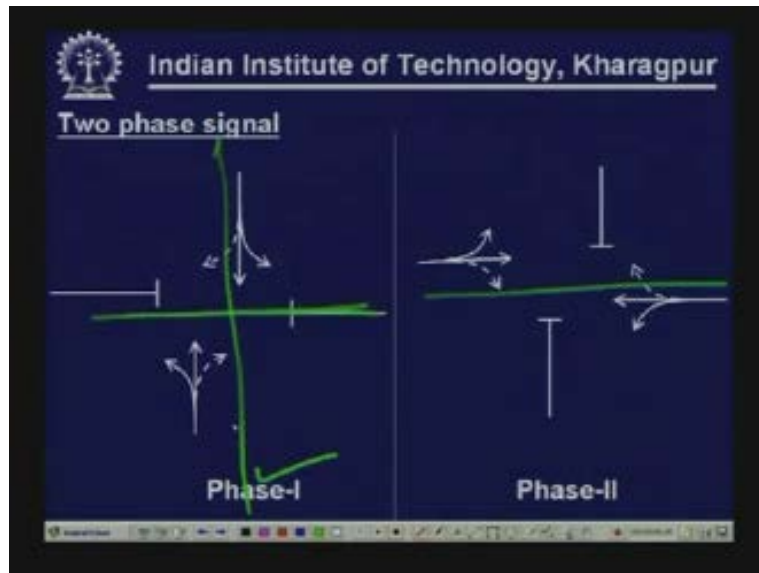 Indian Institute of Technology, Kharagpur
Two phase signal
Phase-I
Phase-II